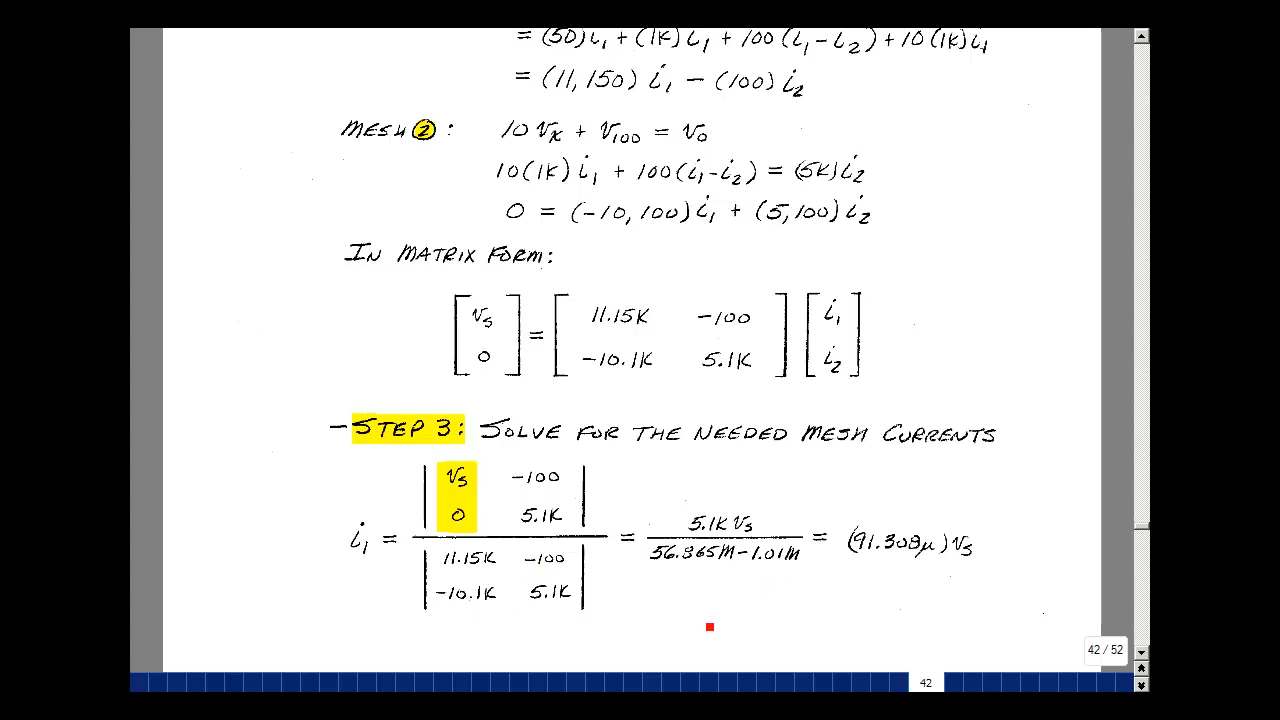 = (50)i₁ + (1K)i₁ + 100(i₁-i₂) + 10(1K)i₁
= (11,150) i₁ - (100) i₂
MESH ②: 10 Vx + V₁₀₀ = V₀
10(1K) i₁ + 100(i₁-i₂) = (5K)i₂
0 = (-10,100)i₁ + (5,100)i₂
IN MATRIX FORM:
[Vs] = [11.15K -100] [i₁]
[0] [-10.1K 5.1K] [i₂]
- STEP 3: SOLVE FOR THE NEEDED MESH CURRENTS
|Vs -100|
|0 5.1K|
i₁ = = 5.1K Vs / 56.865M-1.01M = (91.308μ)Vs
|11.15K -100|
|-10.1K 5.1K|
42 / 52
42